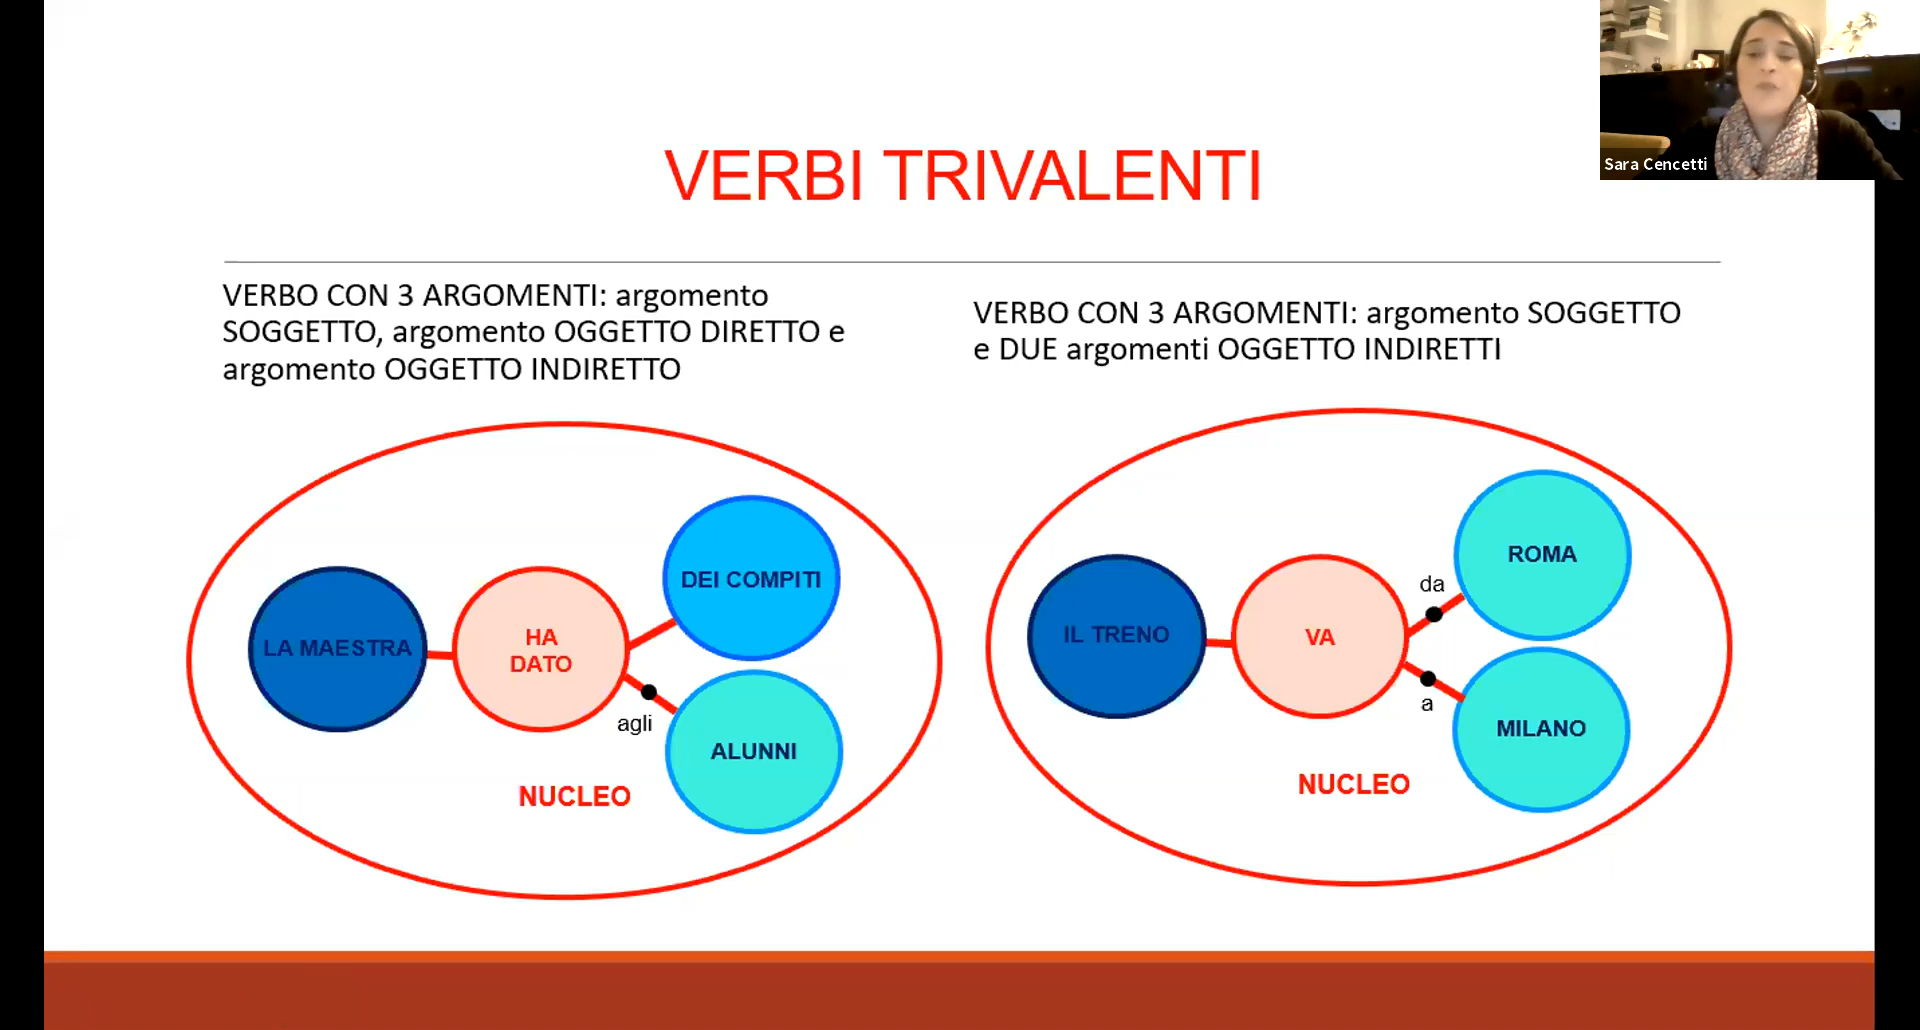 Sara Cencetti
VERBI TRIVALENTI
VERBO CON 3 ARGOMENTI: argomento
SOGGETTO, argomento OGGETTO DIRETTO e
argomento OGGETTO INDIRETTO
LA MAESTRA
HA
DATO
DEI COMPITI
agli
ALUNNI
NUCLEO
VERBO CON 3 ARGOMENTI: argomento SOGGETTO
e DUE argomenti OGGETTO INDIRETTI
IL TRENO
VA
da
ROMA
a
MILANO
NUCLEO